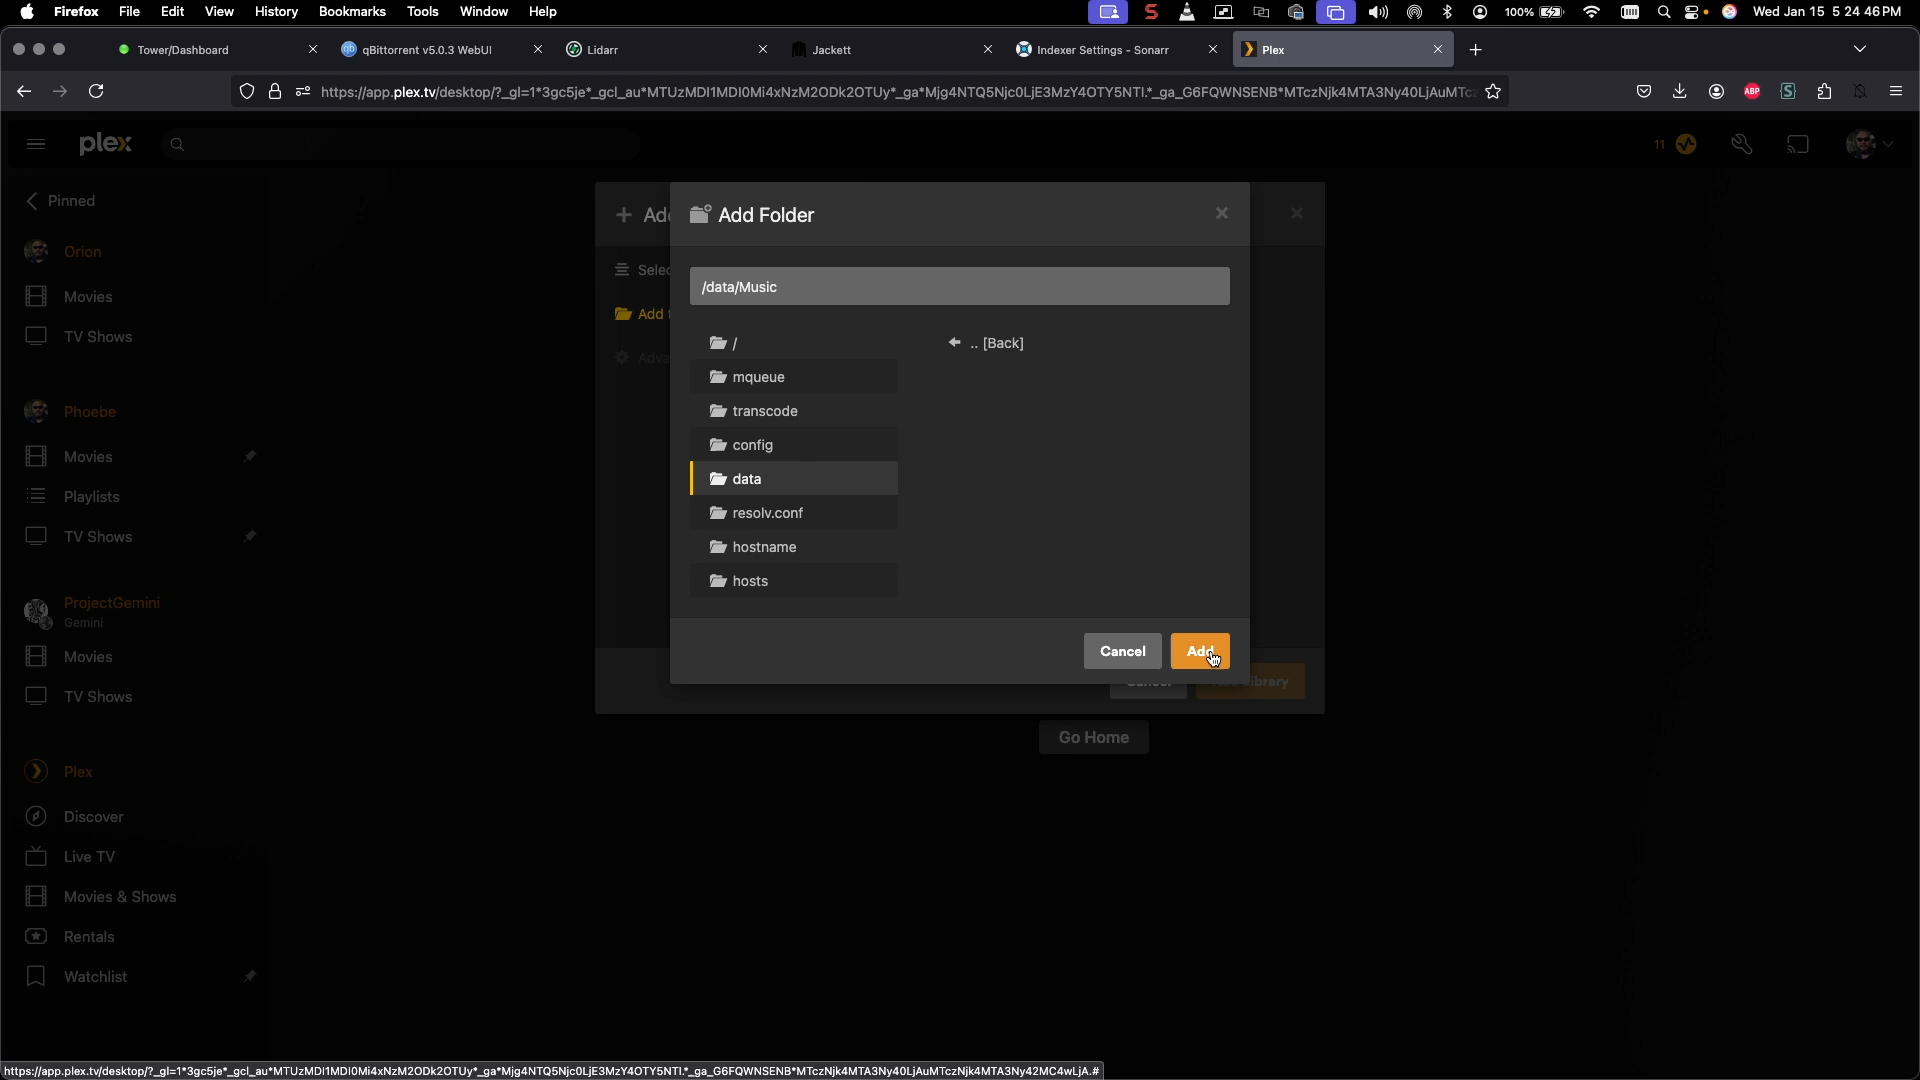 Firefox File Edit View History Bookmarks Tools Window Help 100% Wed Jan 15 5 24 46 PM
Tower/Dashboard qBittorrent v5.0.3 WebUI Lidarr Jackett Indexer Settings - Sonarr Plex
https://app.plex.tv/desktop/?_gl=1*3gc5je*_gcl_au*MTUzMDI1MDI0Mi4xNzM2ODk2OTUy*_ga*Mjg4NTQ5Njc0LjE3MzY4OTY5NTI.*_ga_G6FQWNSENB*MTczNjk4MTA3Ny40LjAuMTcz ABP
plex 11
Pinned
Orion
Movies
TV Shows
Phoebe
Movies
Playlists
TV Shows
ProjectGemini
Gemini
Movies
TV Shows
Plex
Discover
Live TV
Movies & Shows
Rentals
Watchlist
Add Folder
/data/Music
/
mqueue
transcode
config
data
resolv.conf
hostname
hosts
.. [Back]
Cancel Add
Go Home
https://app.plex.tv/desktop/?_gl=1*3gc5je*_gcl_au*MTUzMDI1MDI0Mi4xNzM2ODk2OTUy*_ga*Mjg4NTQ5Njc0LjE3MzY4OTY5NTI.*_ga_G6FQWNSENB*MTczNjk4MTA3Ny40LjAuMTczNjk4MTA3Ny42MC4wLjA.#